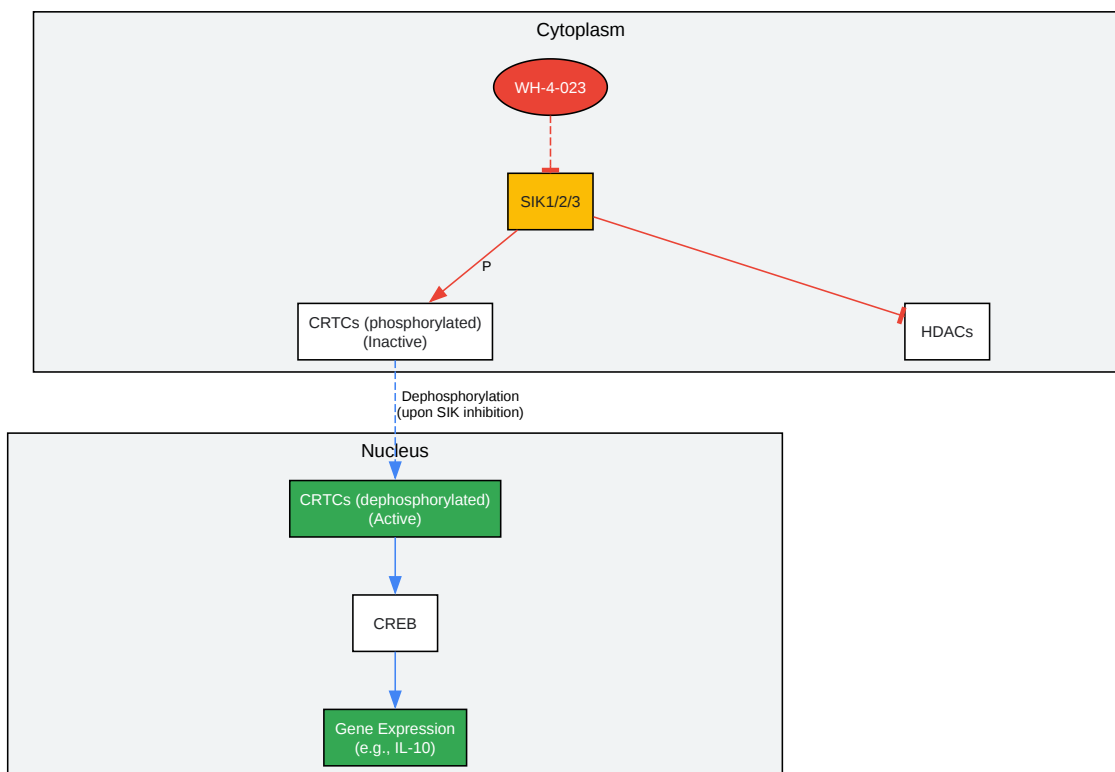 Cytoplasm
WH-4-023
SIK1/2/3
P
CRTCs (phosphorylated)
(Inactive)
HDACs
Dephosphorylation
(upon SIK inhibition)
Nucleus
CRTCs (dephosphorylated)
(Active)
CREB
Gene Expression
(e.g., IL-10)